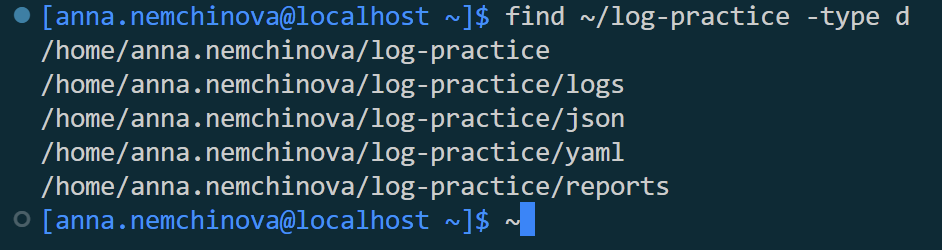 [anna.nemchinova@localhost ~]$ find ~/log-practice -type d
/home/anna.nemchinova/log-practice
/home/anna.nemchinova/log-practice/logs
/home/anna.nemchinova/log-practice/json
/home/anna.nemchinova/log-practice/yaml
/home/anna.nemchinova/log-practice/reports
[anna.nemchinova@localhost ~]$ ~